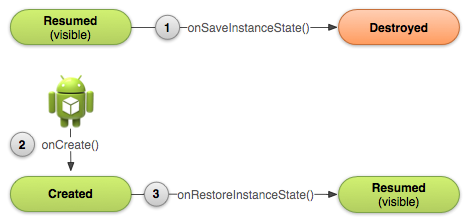 Resumed
(visible)
1
onSaveInstanceState()
Destroyed
2
onCreate()
Created
3
onRestoreInstanceState()
Resumed
(visible)